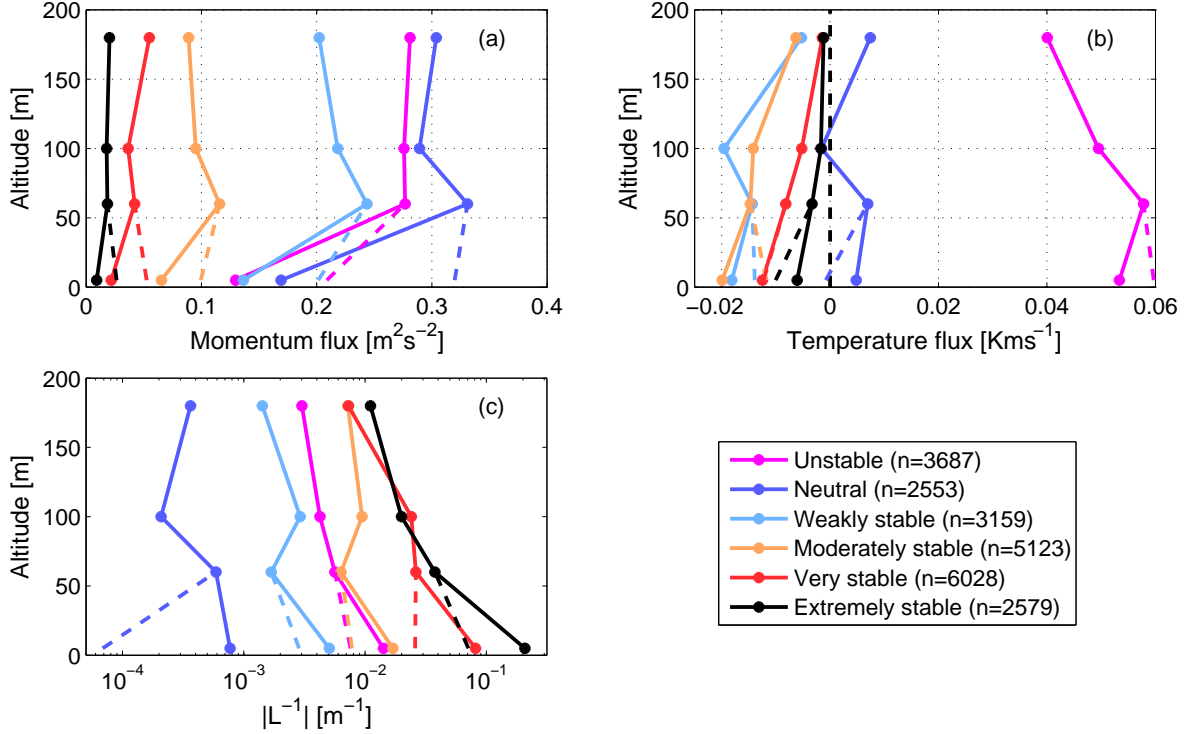 200
150
100
50
0
Altitude [m]
(a)
0
0.1
0.2
0.3
0.4
Momentum flux [m²s⁻²]
200
150
100
50
0
Altitude [m]
(b)
−0.02
0
0.02
0.04
0.06
Temperature flux [Kms⁻¹]
200
150
100
50
0
Altitude [m]
(c)
10⁻⁴
10⁻³
10⁻²
10⁻¹
|L⁻¹| [m⁻¹]
Unstable (n=3687)
Neutral (n=2553)
Weakly stable (n=3159)
Moderately stable (n=5123)
Very stable (n=6028)
Extremely stable (n=2579)